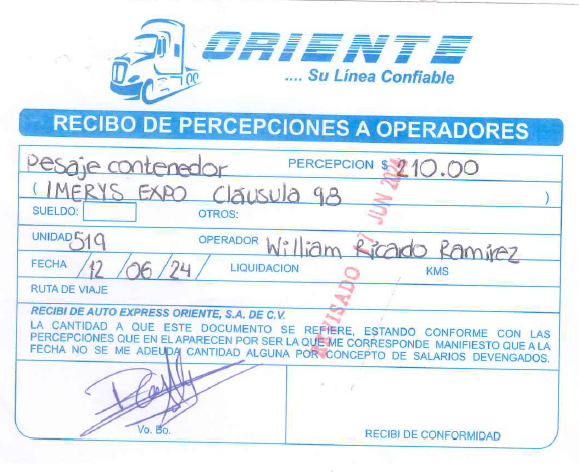 ORIENTE
.... Su Línea Confiable
RECIBO DE PERCEPCIONES A OPERADORES
Pesaje contenedor PERCEPCION $ 210.00
( IMERYS EXPO Cláusula 98 )
SUELDO: OTROS:
UNIDAD 519 OPERADOR William Ricardo Ramirez
FECHA 12 / 06 / 24 / LIQUIDACION KMS
RUTA DE VIAJE
RECIBI DE AUTO EXPRESS ORIENTE, S.A. DE C.V.
LA CANTIDAD A QUE ESTE DOCUMENTO SE REFIERE, ESTANDO CONFORME CON LAS
PERCEPCIONES QUE EN EL APARECEN POR SER LA QUE ME CORRESPONDE MANIFIESTO QUE A LA
FECHA NO SE ME ADEUDA CANTIDAD ALGUNA POR CONCEPTO DE SALARIOS DEVENGADOS.
REVISADO 17 JUN 2024
Vo. Bo.
RECIBI DE CONFORMIDAD